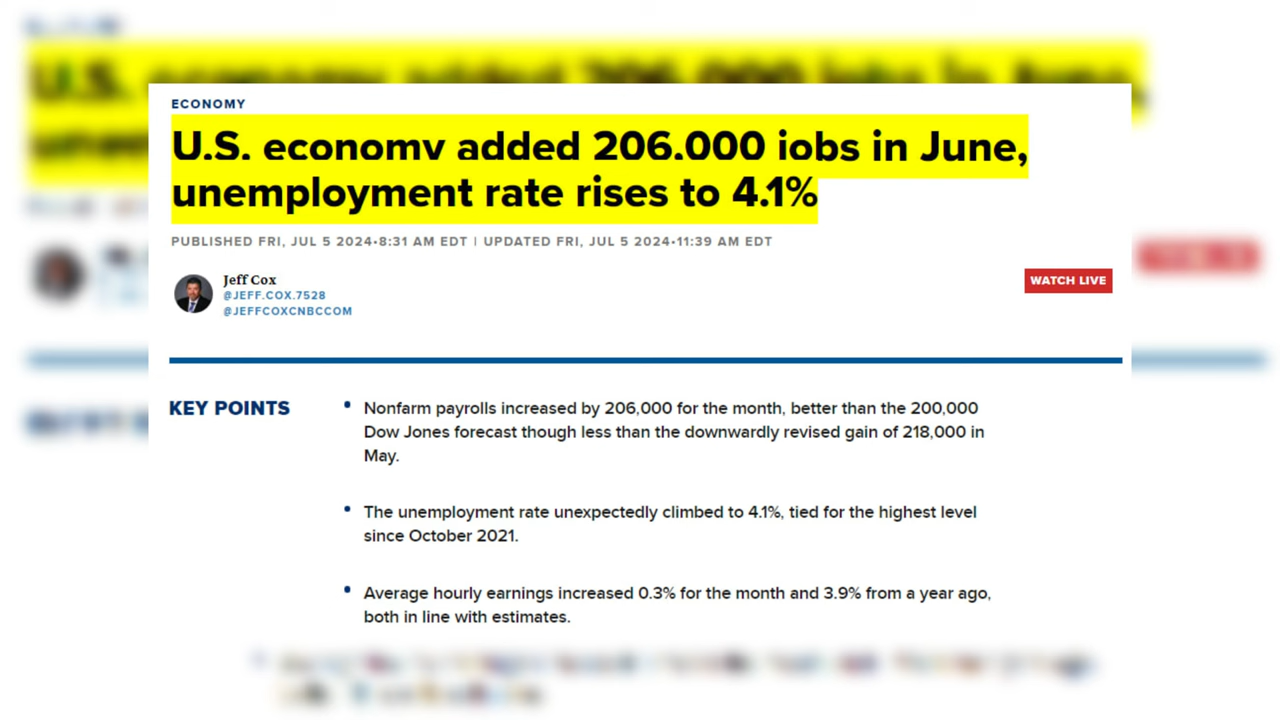 ECONOMY
U.S. economy added 206,000 jobs in June,
unemployment rate rises to 4.1%
PUBLISHED FRI, JUL 5 2024•8:31 AM EDT | UPDATED FRI, JUL 5 2024•11:39 AM EDT
Jeff Cox
@JEFF.COX.7528
@JEFFCOXCNBCCOM
WATCH LIVE
KEY POINTS
• Nonfarm payrolls increased by 206,000 for the month, better than the 200,000
Dow Jones forecast though less than the downwardly revised gain of 218,000 in
May.
• The unemployment rate unexpectedly climbed to 4.1%, tied for the highest level
since October 2021.
• Average hourly earnings increased 0.3% for the month and 3.9% from a year ago,
both in line with estimates.